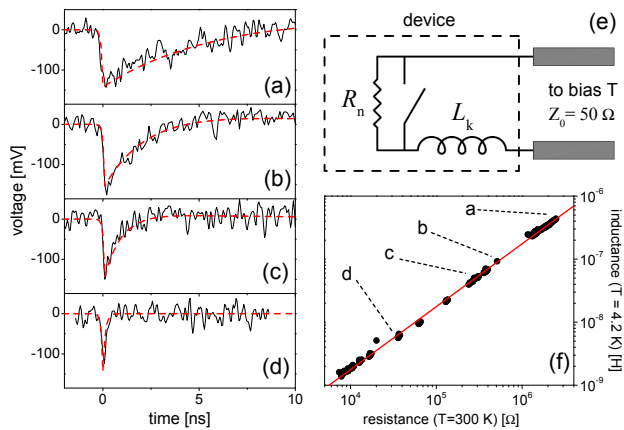 0
-100
(a)
0
-100
(b)
0
-100
(c)
0
-100
(d)
voltage [mV]
0 5 10
time [ns]
device
(e)
Rn
Lk
to bias T
Z0= 50 Ω
a
b
c
d
(f)
10^-6
10^-7
10^-8
10^-9
inductance (T = 4.2 K) [H]
10^4 10^5 10^6
resistance (T=300 K) [Ω]